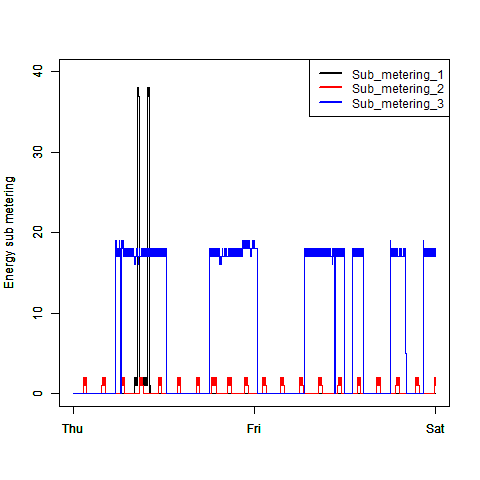 Energy sub metering
40
30
20
10
0
Thu
Fri
Sat
Sub_metering_1
Sub_metering_2
Sub_metering_3